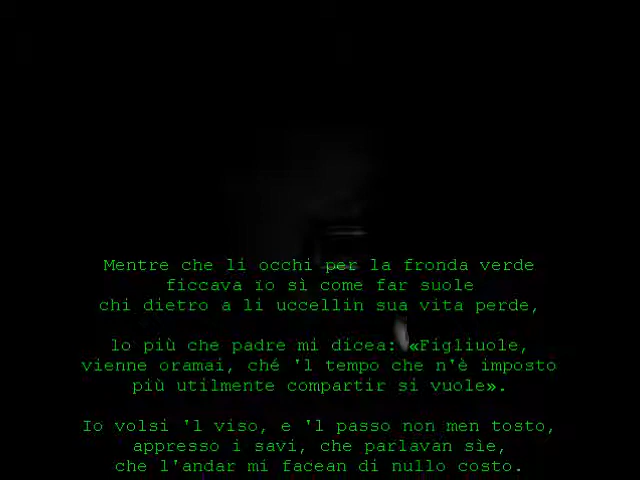 Mentre che li occhi per la fronda verde
ficcava ïo sì come far suole
chi dietro a li uccellin sua vita perde,
lo più che padre mi dicea: «Figliuole,
vienne oramai, ché 'l tempo che n'è imposto
più utilmente compartir si vuole».
Io volsi 'l viso, e 'l passo non men tosto,
appresso i savi, che parlavan sìe,
che l'andar mi facean di nullo costo.